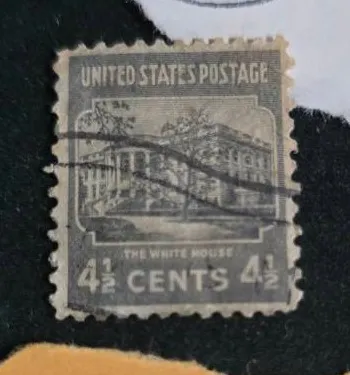 UNITED STATES POSTAGE
THE WHITE HOUSE
4½ CENTS 4½